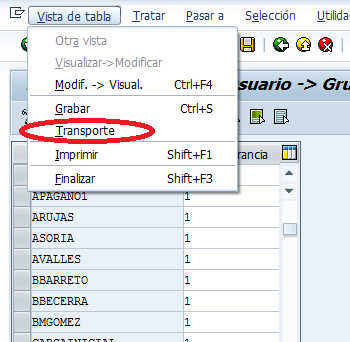 Vista de tabla Tratar Pasar a Selección Utilida
Otra vista
Visualizar->Modificar
Modif. -> Visual. Ctrl+F4
Grabar Ctrl+S
Transporte
Imprimir Shift+F1
Finalizar Shift+F3
suario -> Gru
rancia
APAGANO1 1
ARUJAS 1
ASORIA 1
AVALLES 1
BBARRETO 1
BBECERRA 1
BMGOMEZ 1